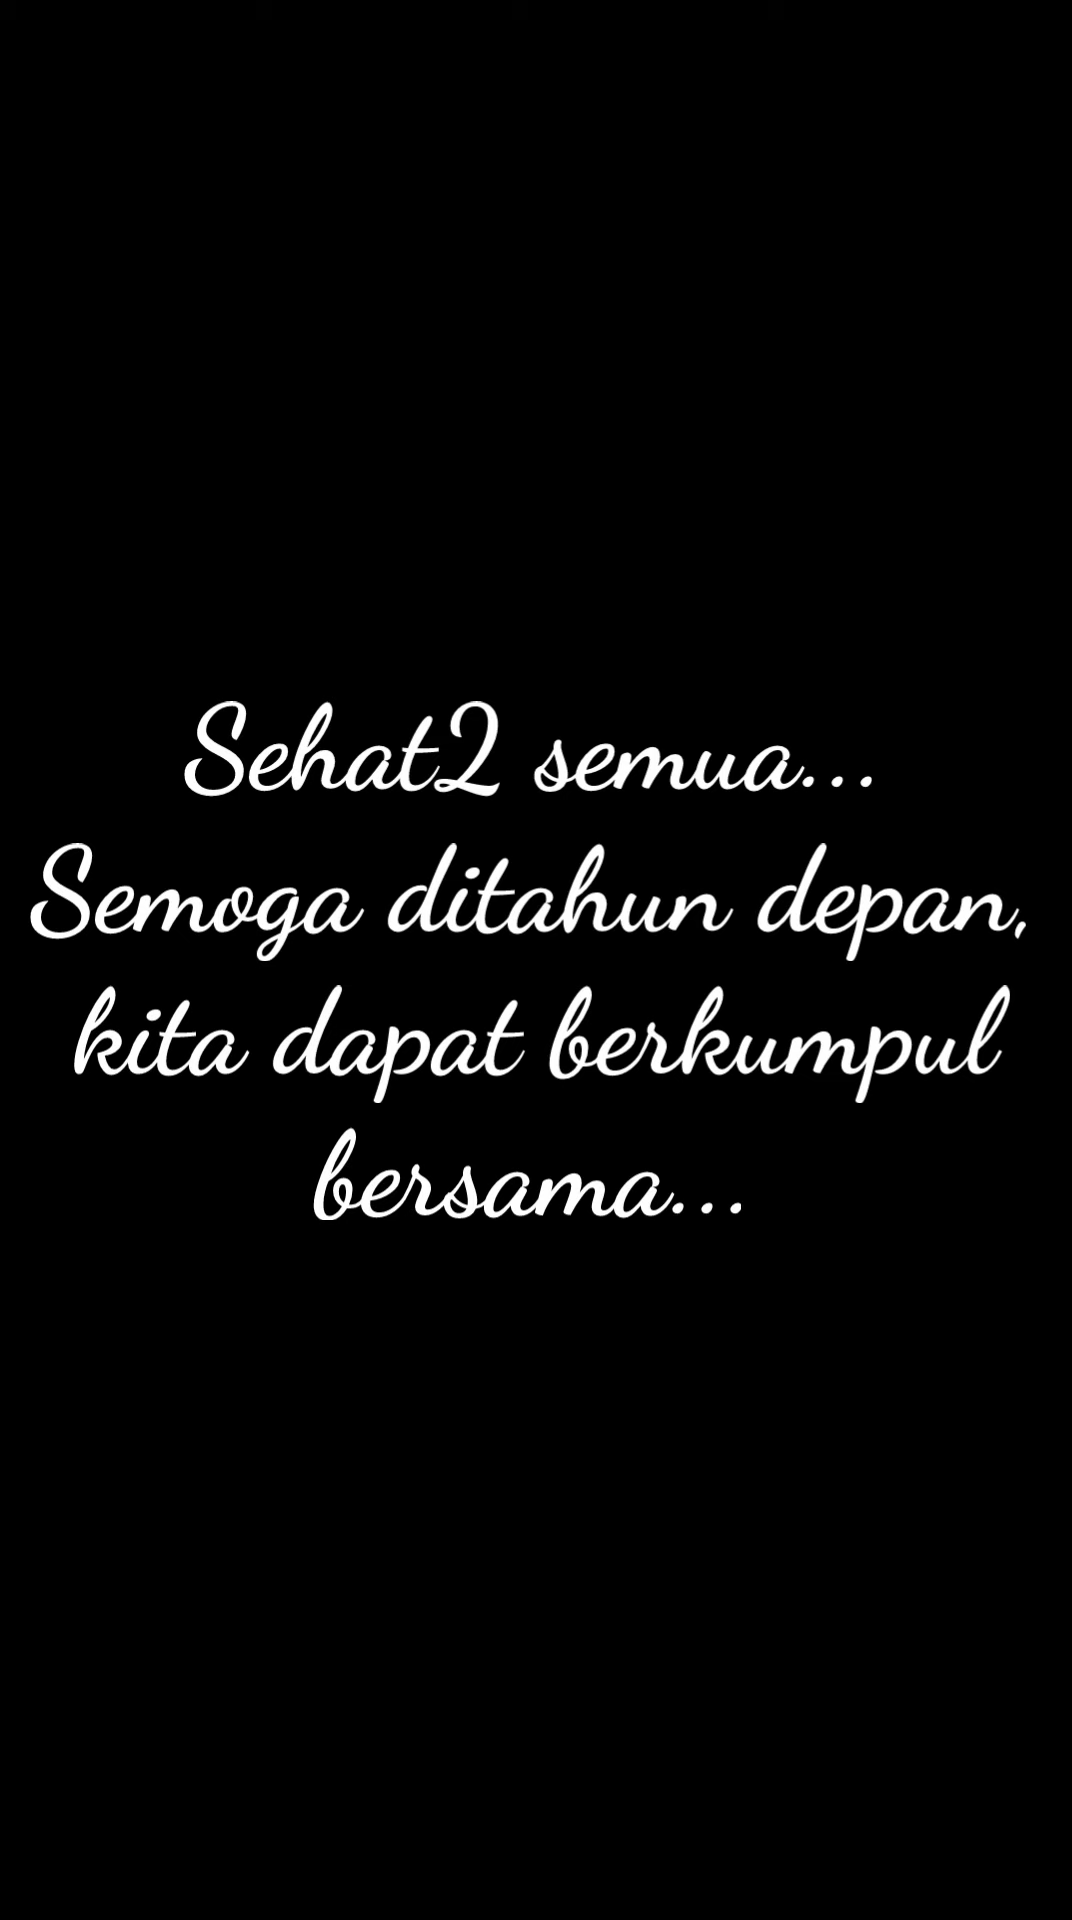 Sehat2 semua...
Semoga ditahun depan,
kita dapat berkumpul
bersama...